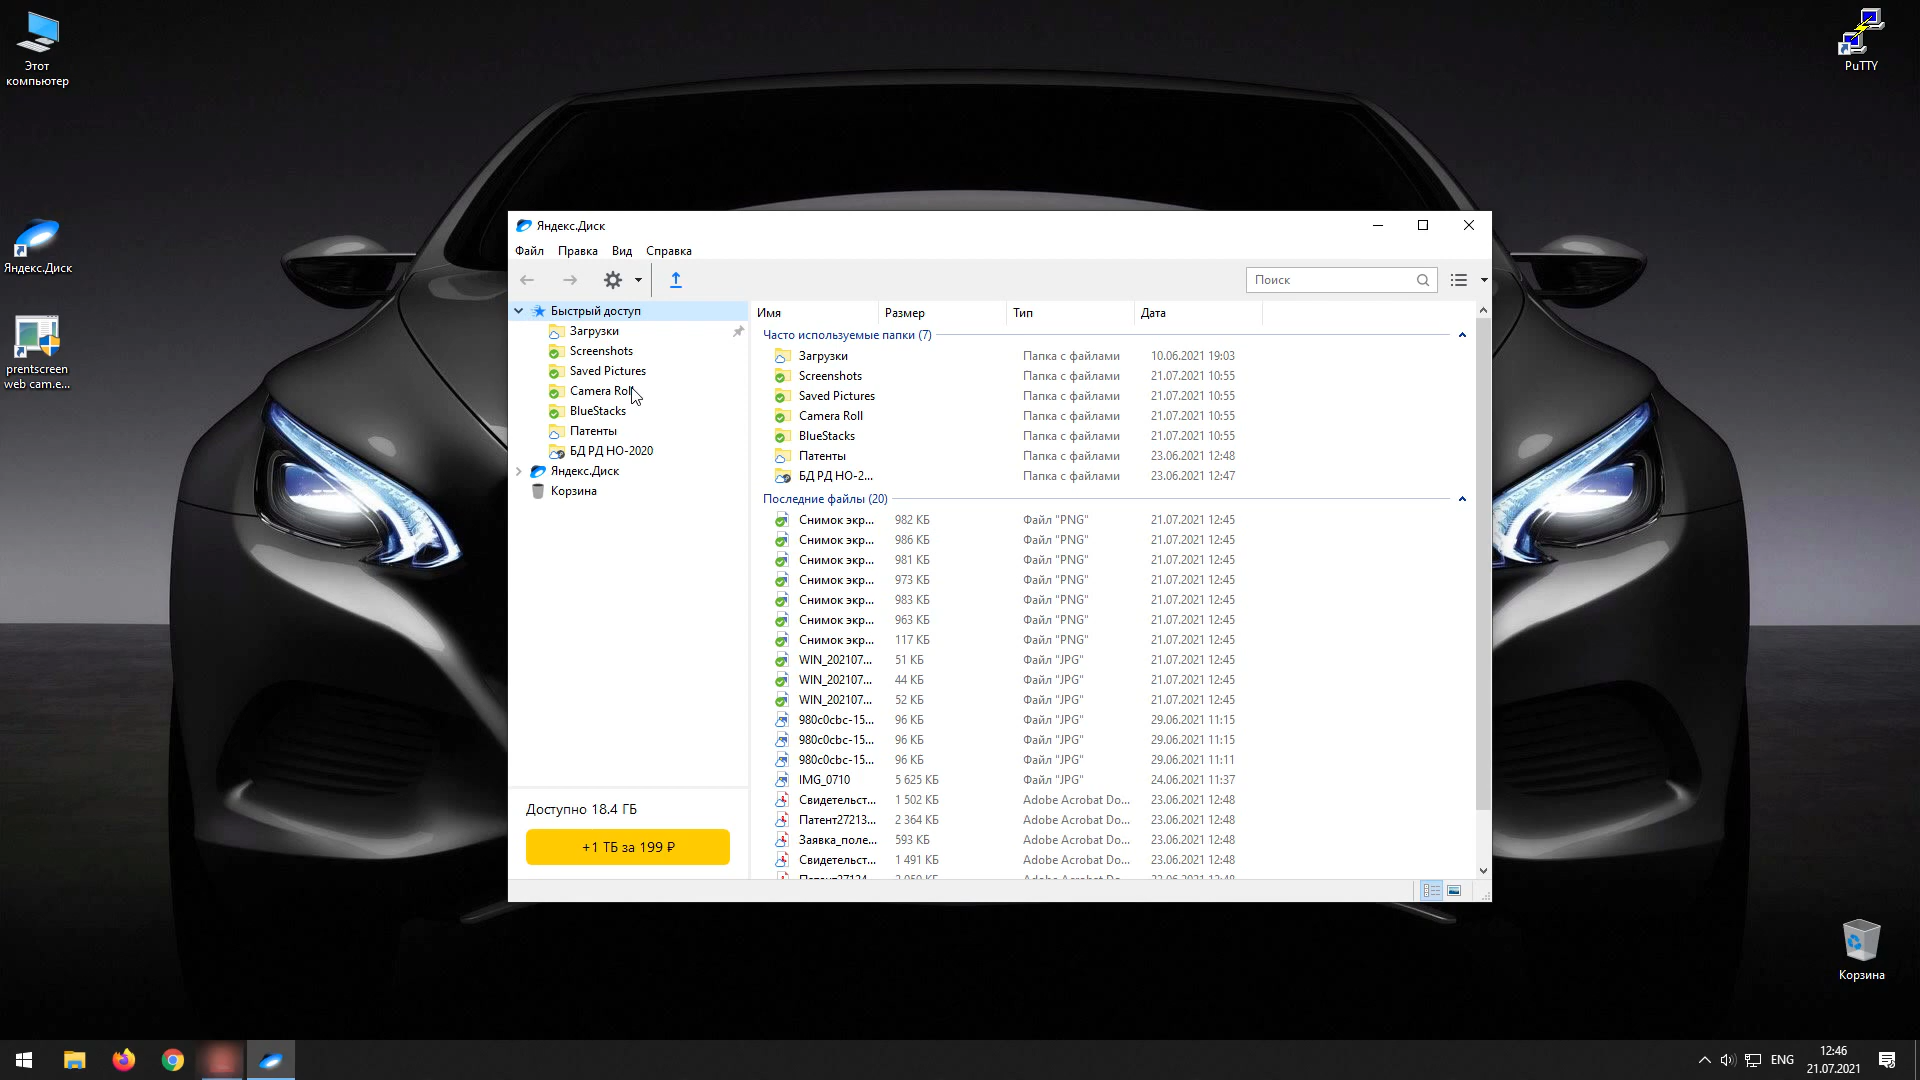 Этот
компьютер
PuTTY
Яндекс.Диск
prentscreen
web cam.e...
Яндекс.Диск
Файл Правка Вид Справка
Поиск
Быстрый доступ
Загрузки
Screenshots
Saved Pictures
Camera Roll
BlueStacks
Патенты
БД РД НО-2020
Яндекс.Диск
Корзина
Доступно 18.4 ГБ
+1 ТБ за 199 ₽
Имя Размер Тип Дата
Часто используемые папки (7)
Загрузки Папка с файлами 10.06.2021 19:03
Screenshots Папка с файлами 21.07.2021 10:55
Saved Pictures Папка с файлами 21.07.2021 10:55
Camera Roll Папка с файлами 21.07.2021 10:55
BlueStacks Папка с файлами 21.07.2021 10:55
Патенты Папка с файлами 23.06.2021 12:48
БД РД НО-2... Папка с файлами 23.06.2021 12:47
Последние файлы (20)
Снимок экр... 982 КБ Файл "PNG" 21.07.2021 12:45
Снимок экр... 986 КБ Файл "PNG" 21.07.2021 12:45
Снимок экр... 981 КБ Файл "PNG" 21.07.2021 12:45
Снимок экр... 973 КБ Файл "PNG" 21.07.2021 12:45
Снимок экр... 983 КБ Файл "PNG" 21.07.2021 12:45
Снимок экр... 963 КБ Файл "PNG" 21.07.2021 12:45
Снимок экр... 117 КБ Файл "PNG" 21.07.2021 12:45
WIN_202107... 51 КБ Файл "JPG" 21.07.2021 12:45
WIN_202107... 44 КБ Файл "JPG" 21.07.2021 12:45
WIN_202107... 52 КБ Файл "JPG" 21.07.2021 12:45
980c0cbc-15... 96 КБ Файл "JPG" 29.06.2021 11:15
980c0cbc-15... 96 КБ Файл "JPG" 29.06.2021 11:15
980c0cbc-15... 96 КБ Файл "JPG" 29.06.2021 11:11
IMG_0710 5 625 КБ Файл "JPG" 24.06.2021 11:37
Свидетельст... 1 502 КБ Adobe Acrobat Do... 23.06.2021 12:48
Патент27213... 2 364 КБ Adobe Acrobat Do... 23.06.2021 12:48
Заявка_поле... 593 КБ Adobe Acrobat Do... 23.06.2021 12:48
Свидетельст... 1 491 КБ Adobe Acrobat Do... 23.06.2021 12:48
Корзина
ENG
12:46
21.07.2021